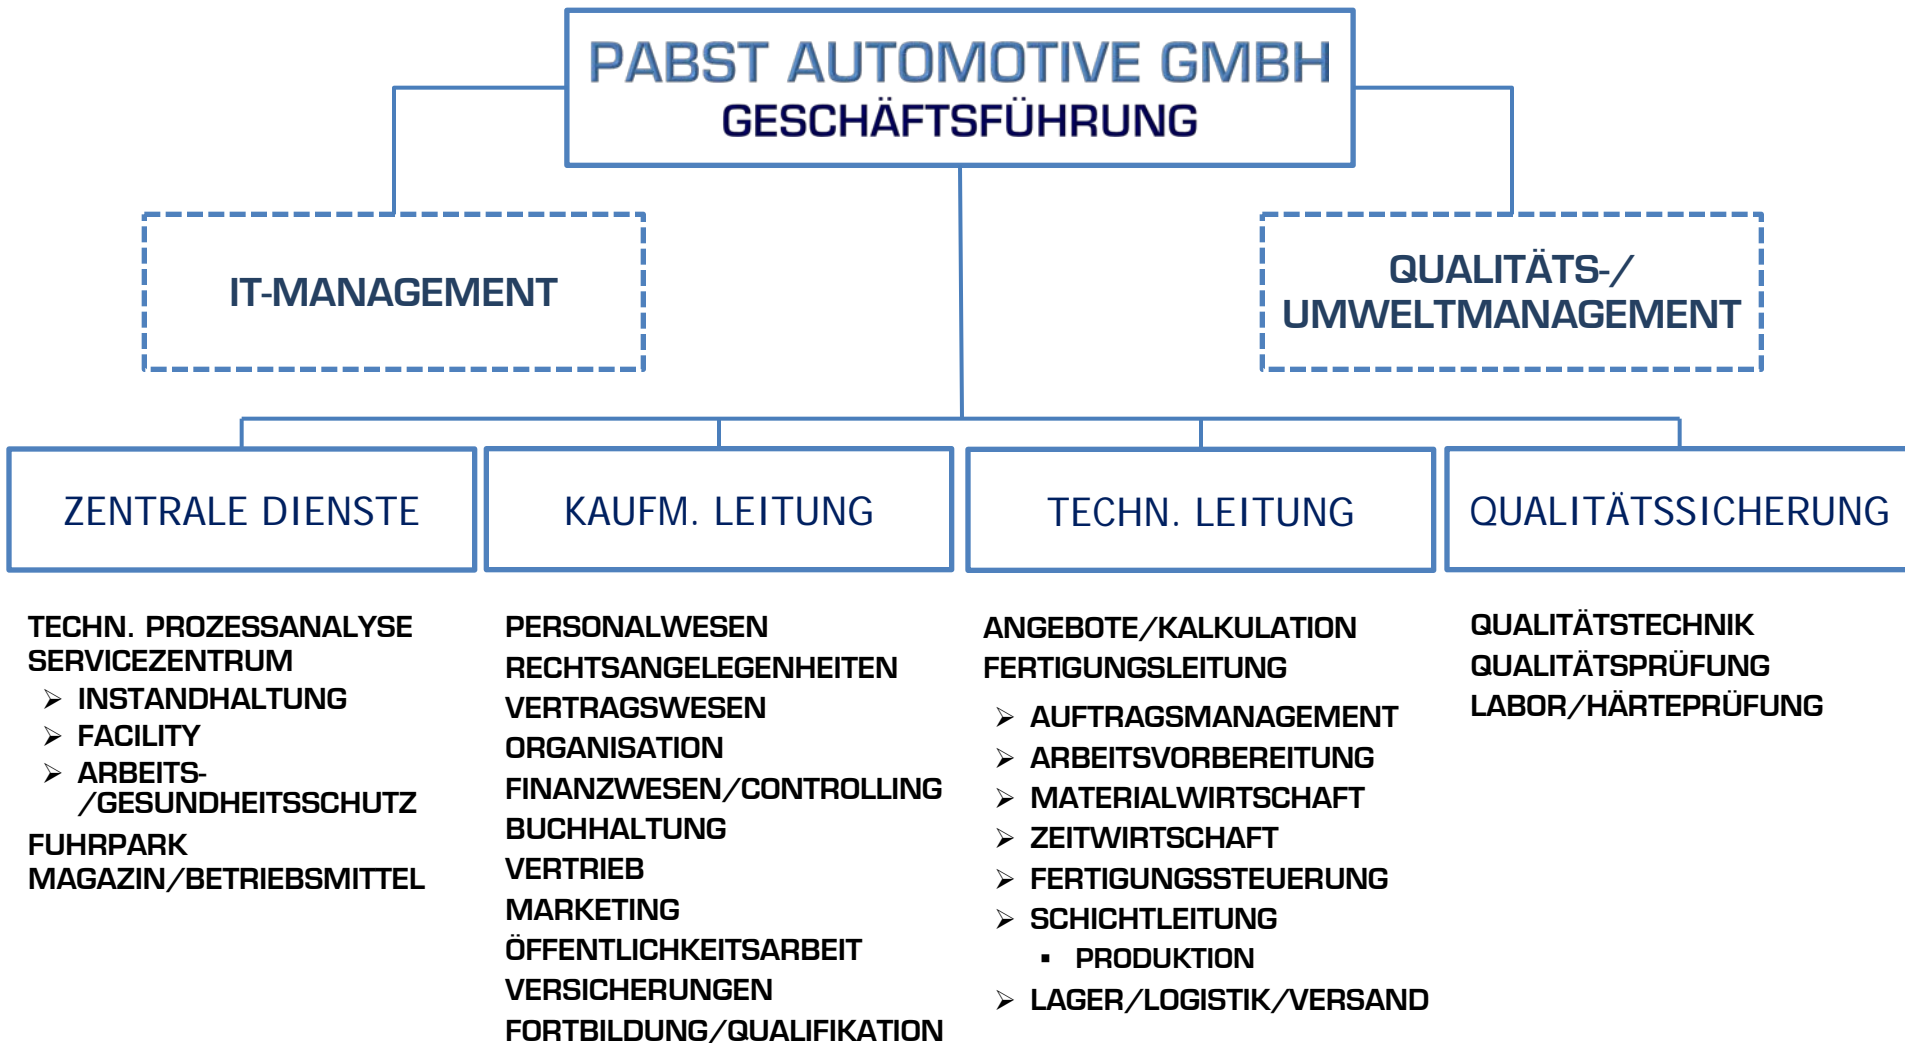 PABST AUTOMOTIVE GMBH
GESCHÄFTSFÜHRUNG
IT-MANAGEMENT
QUALITÄTS-/
UMWELTMANAGEMENT
ZENTRALE DIENSTE
KAUFM. LEITUNG
TECHN. LEITUNG
QUALITÄTSSICHERUNG
TECHN. PROZESSANALYSE
SERVICEZENTRUM
INSTANDHALTUNG
FACILITY
ARBEITS-
/GESUNDHEITSSCHUTZ
FUHRPARK
MAGAZIN/BETRIEBSMITTEL
PERSONALWESEN
RECHTSANGELEGENHEITEN
VERTRAGSWESEN
ORGANISATION
FINANZWESEN/CONTROLLING
BUCHHALTUNG
VERTRIEB
MARKETING
ÖFFENTLICHKEITSARBEIT
VERSICHERUNGEN
FORTBILDUNG/QUALIFIKATION
ANGEBOTE/KALKULATION
FERTIGUNGSLEITUNG
AUFTRAGSMANAGEMENT
ARBEITSVORBEREITUNG
MATERIALWIRTSCHAFT
ZEITWIRTSCHAFT
FERTIGUNGSSTEUERUNG
SCHICHTLEITUNG
PRODUKTION
LAGER/LOGISTIK/VERSAND
QUALITÄTSTECHNIK
QUALITÄTSPRÜFUNG
LABOR/HÄRTEPRÜFUNG